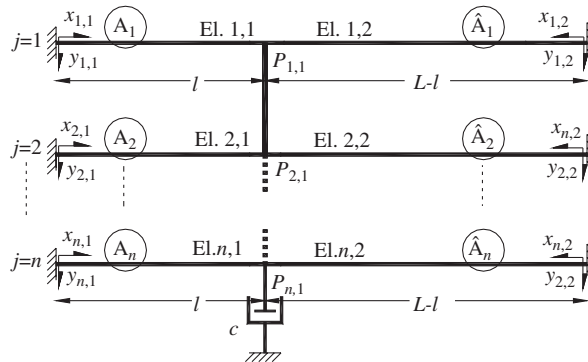 x1,1 A1 El. 1,1 El. 1,2 Â1 x1,2
j=1
y1,1 P1,1 y1,2
l L-l
x2,1 A2 El. 2,1 El. 2,2 Â2 xn,2
j=2
y2,1 P2,1 y2,2
xn,1 An El.n,1 El.n,2 Ân xn,2
j=n
yn,1 Pn,1 y2,2
l L-l
c